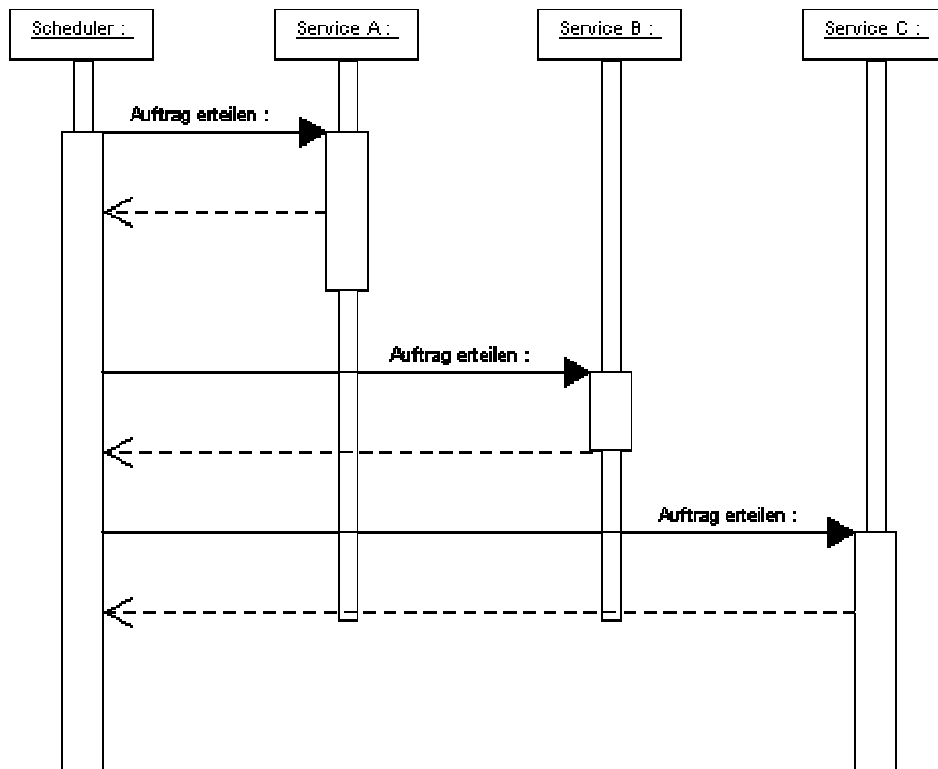 Scheduler :
Service A :
Service B :
Service C :
Auftrag erteilen :
Auftrag erteilen :
Auftrag erteilen :